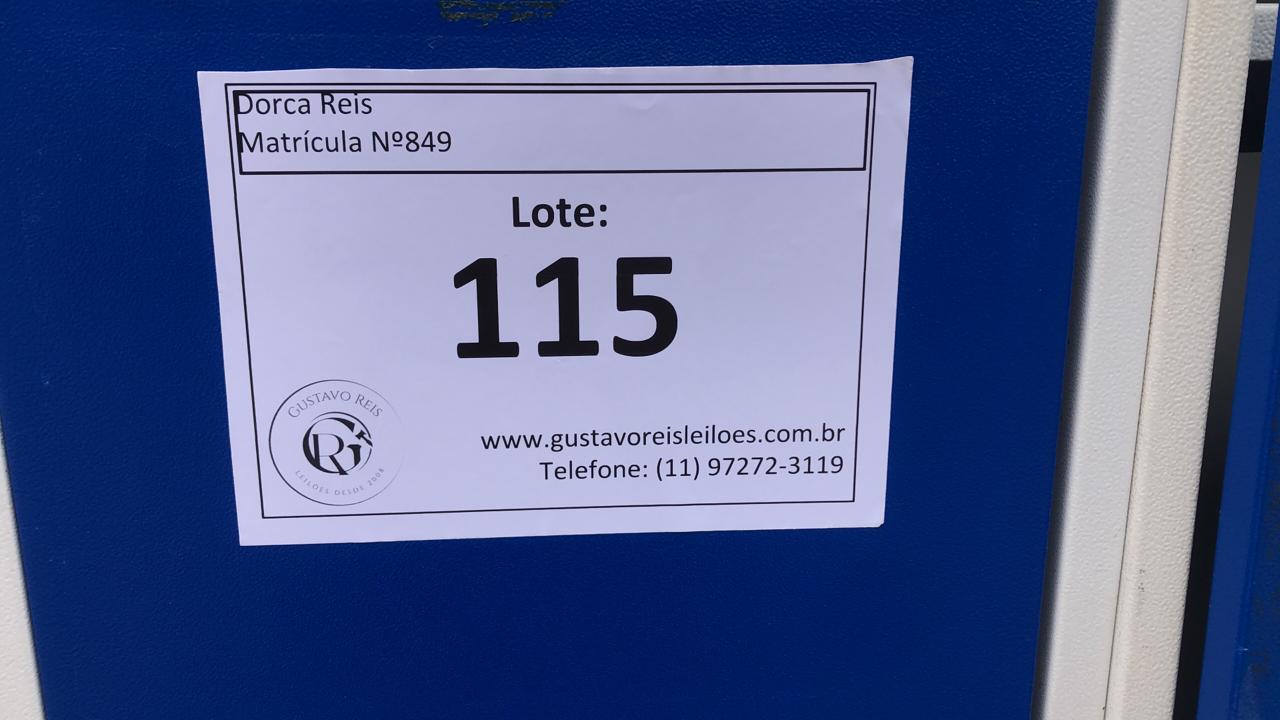 Dorca Reis
Matrícula Nº849
Lote:
115
GUSTAVO REIS
GR
LEILÕES DESDE 2008
www.gustavoreisleiloes.com.br
Telefone: (11) 97272-3119